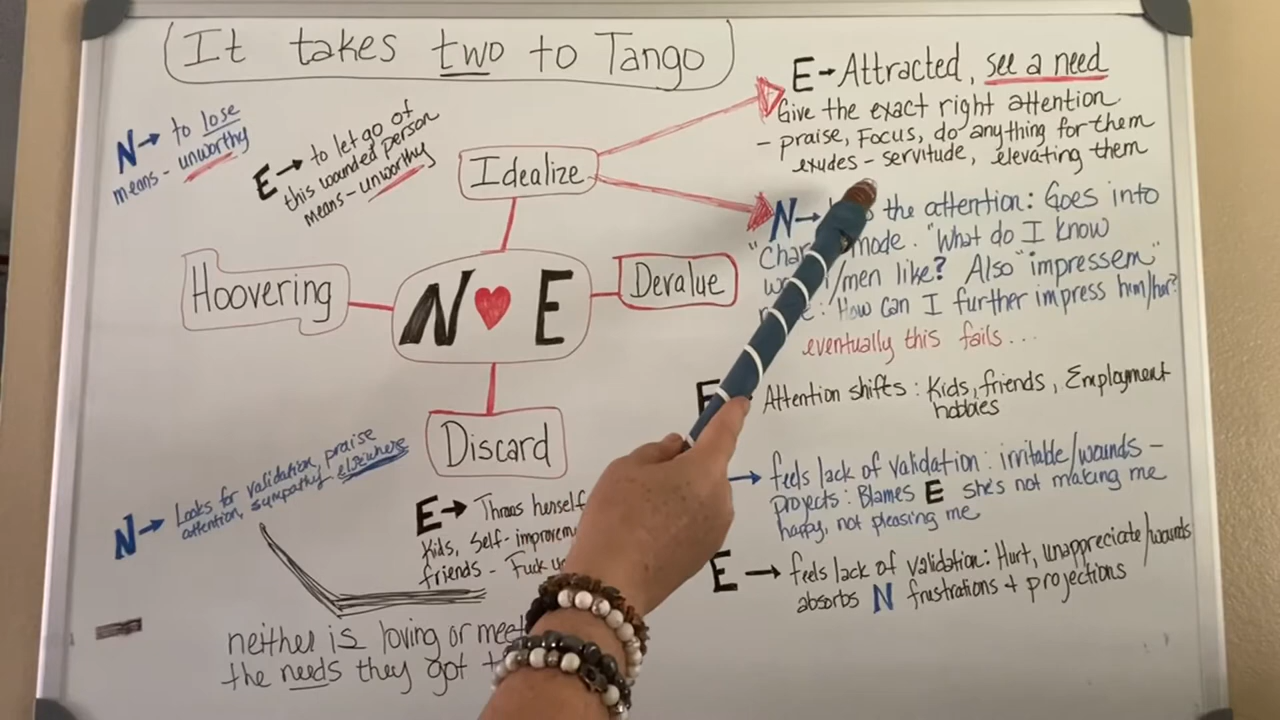 It takes two to Tango
N→ to lose
means - unworthy
E→ to let go of
this wounded person
means - unworthy
Idealize
Hoovering
N ♥ E
Devalue
Discard
E→ Attracted, see a need
Give the exact right attention
- praise, Focus, do anything for them
exudes - servitude, elevating them
N→ the attention: Goes into
mode. "What do I know
/men like? Also "impressem"
: How can I further impress him/her?
eventually this fails...
E Attention shifts: Kids, friends, Employment
hobbies
→ feels lack of validation: irritable/wounds -
projects: Blames E she's not making me
happy, not pleasing me
E → feels lack of validation: Hurt, unappreciate/wounds
absorbs N frustrations + projections
N→ Looks for validation, praise
attention, sympathy elsewhere
E→ Throws herself
Kids, Self-
friends - Fuck
neither is loving or
the needs they got